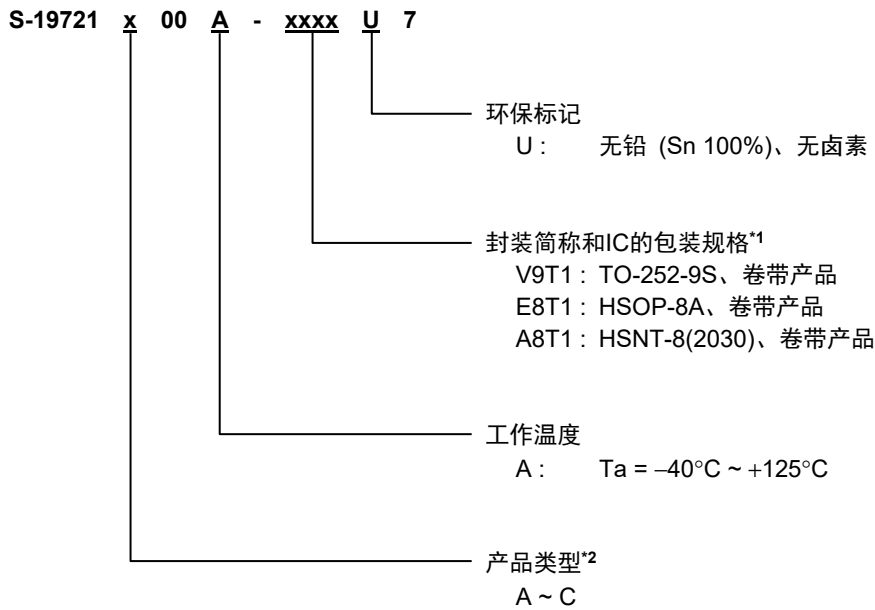 S-19721 x 00 A - xxxx U 7
环保标记
U : 无铅 (Sn 100%)、无卤素
封装简称和IC的包装规格*1
V9T1 : TO-252-9S、卷带产品
E8T1 : HSOP-8A、卷带产品
A8T1 : HSNT-8(2030)、卷带产品
工作温度
A : Ta = −40°C ~ +125°C
产品类型*2
A ~ C